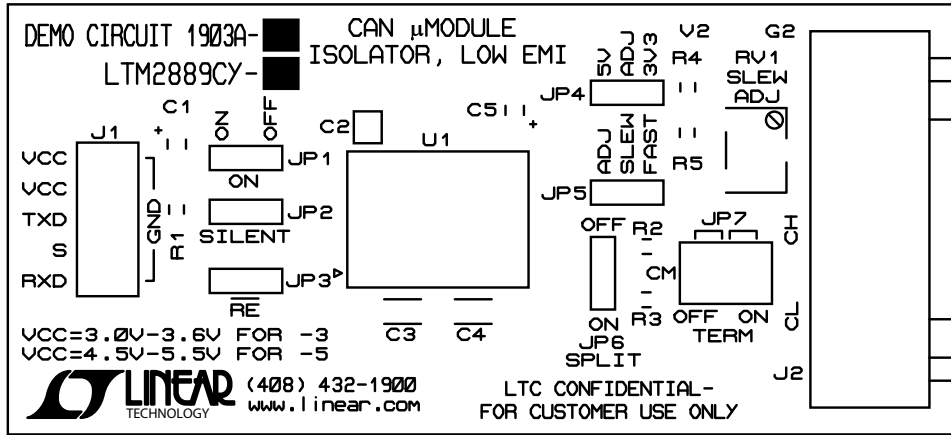 DEMO CIRCUIT 1903A-
LTM2889CY-
CAN µMODULE
ISOLATOR, LOW EMI
C1
+
J1
VCC
VCC
TXD
S
RXD
GND
R1
ON
OFF
JP1
ON
JP2
SILENT
JP3
RE
C2
U1
C5
+
C3
C4
5V
ADJ
3V3
JP4
ADJ
SLEW
FAST
JP5
V2
R4
R5
G2
RV1
SLEW
ADJ
OFF
R2
CM
R3
ON
JP6
SPLIT
JP7
OFF ON
TERM
CH
CL
J2
VCC=3.0V-3.6V FOR -3
VCC=4.5V-5.5V FOR -5
LT LINEAR
TECHNOLOGY
(408) 432-1900
www.linear.com
LTC CONFIDENTIAL-
FOR CUSTOMER USE ONLY